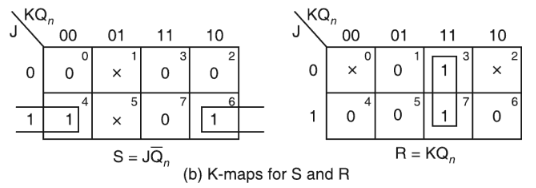 KQn KQn
J 00 01 11 10 J 00 01 11 10
0 0 0 × 1 0 3 0 2 0 × 0 0 1 1 3 × 2
1 1 4 × 5 0 7 1 6 1 0 4 0 5 1 7 0 6
S = JQ̅n R = KQn
(b) K-maps for S and R